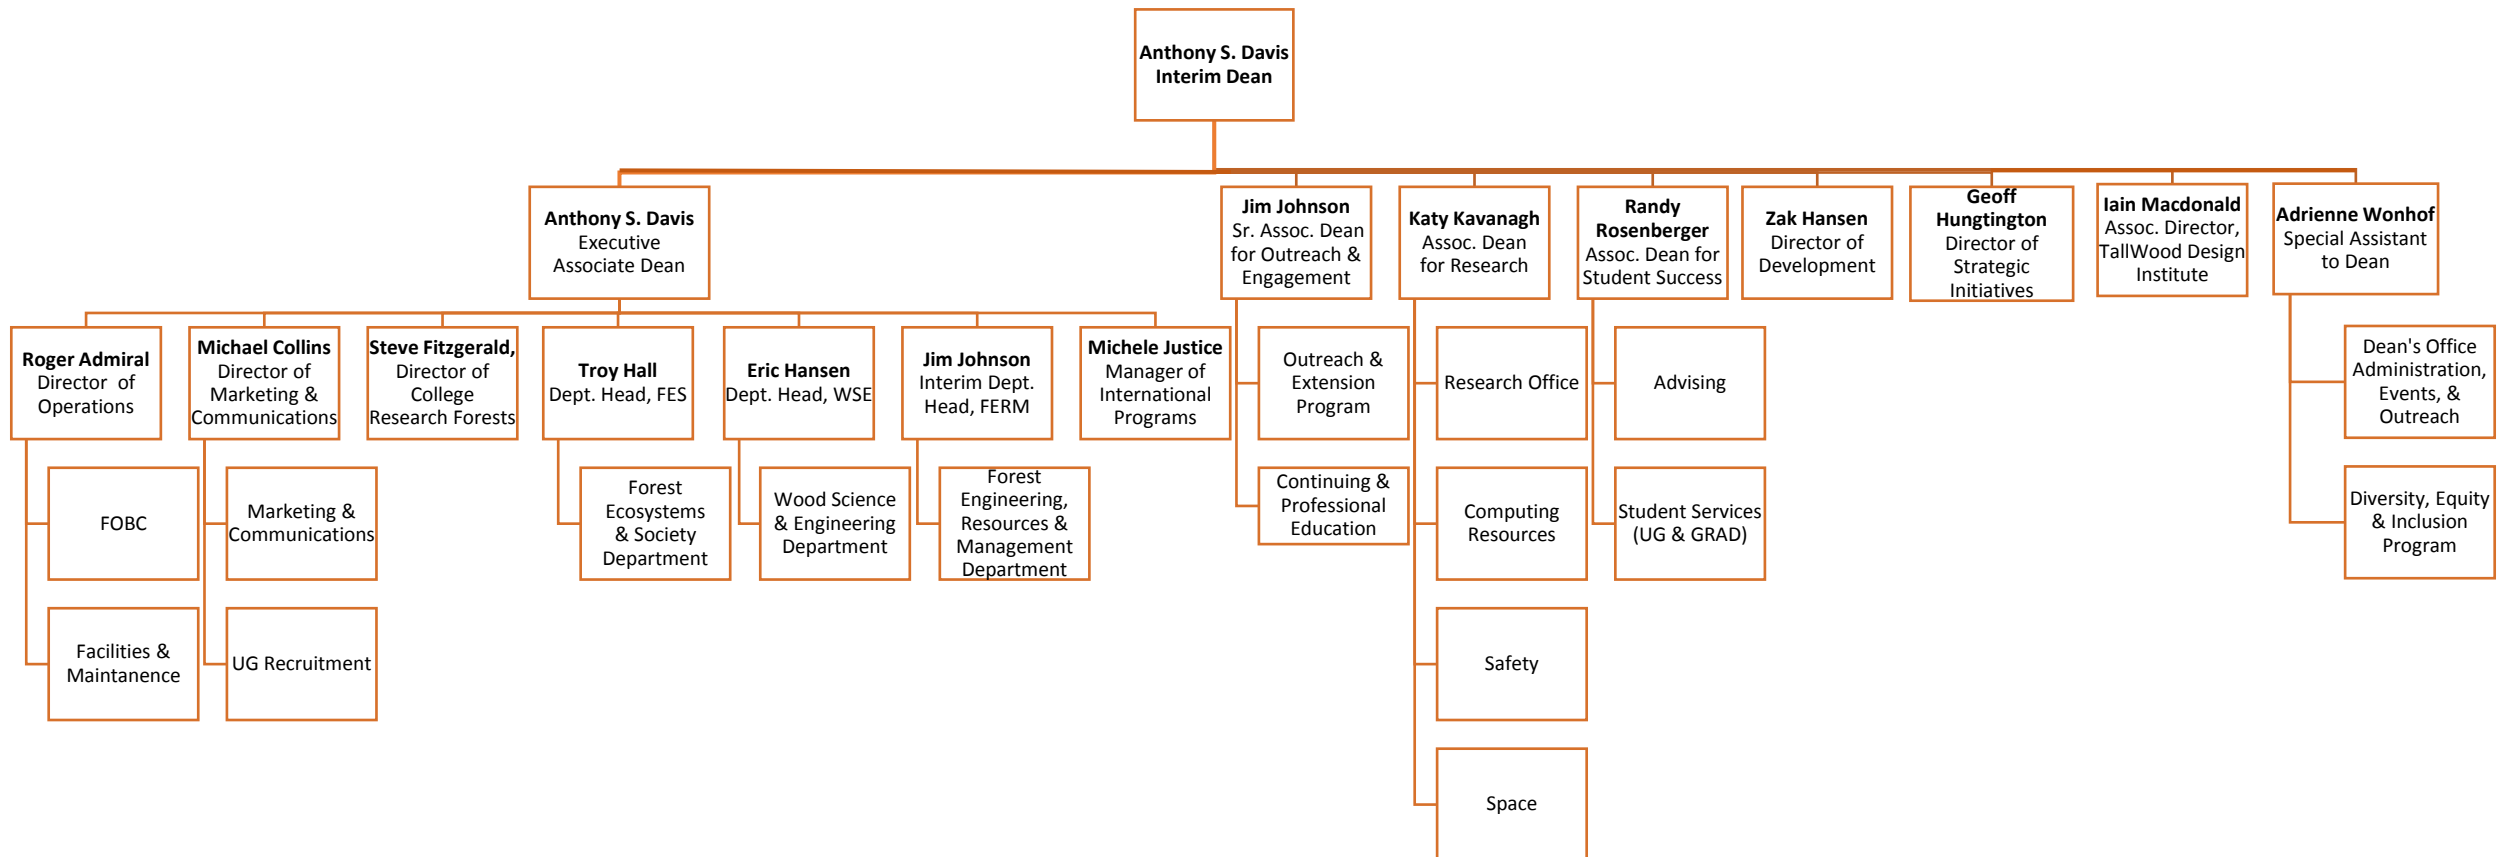 Anthony S. Davis
Interim Dean
Anthony S. Davis
Executive
Associate Dean
Jim Johnson
Sr. Assoc. Dean
for Outreach &
Engagement
Katy Kavanagh
Assoc. Dean
for Research
Randy
Rosenberger
Assoc. Dean for
Student Success
Zak Hansen
Director of
Development
Geoff
Hungtington
Director of
Strategic
Initiatives
Iain Macdonald
Assoc. Director,
TallWood Design
Institute
Adrienne Wonhof
Special Assistant
to Dean
Roger Admiral
Director of
Operations
Michael Collins
Director of
Marketing &
Communications
Steve Fitzgerald,
Director of
College
Research Forests
Troy Hall
Dept. Head, FES
Eric Hansen
Dept. Head, WSE
Jim Johnson
Interim Dept.
Head, FERM
Michele Justice
Manager of
International
Programs
Outreach &
Extension
Program
Research Office
Advising
Dean's Office
Administration,
Events, &
Outreach
FOBC
Marketing &
Communications
Forest
Ecosystems
& Society
Department
Wood Science
& Engineering
Department
Forest
Engineering,
Resources &
Management
Department
Continuing &
Professional
Education
Computing
Resources
Student Services
(UG & GRAD)
Diversity, Equity
& Inclusion
Program
Facilities &
Maintanence
UG Recruitment
Safety
Space